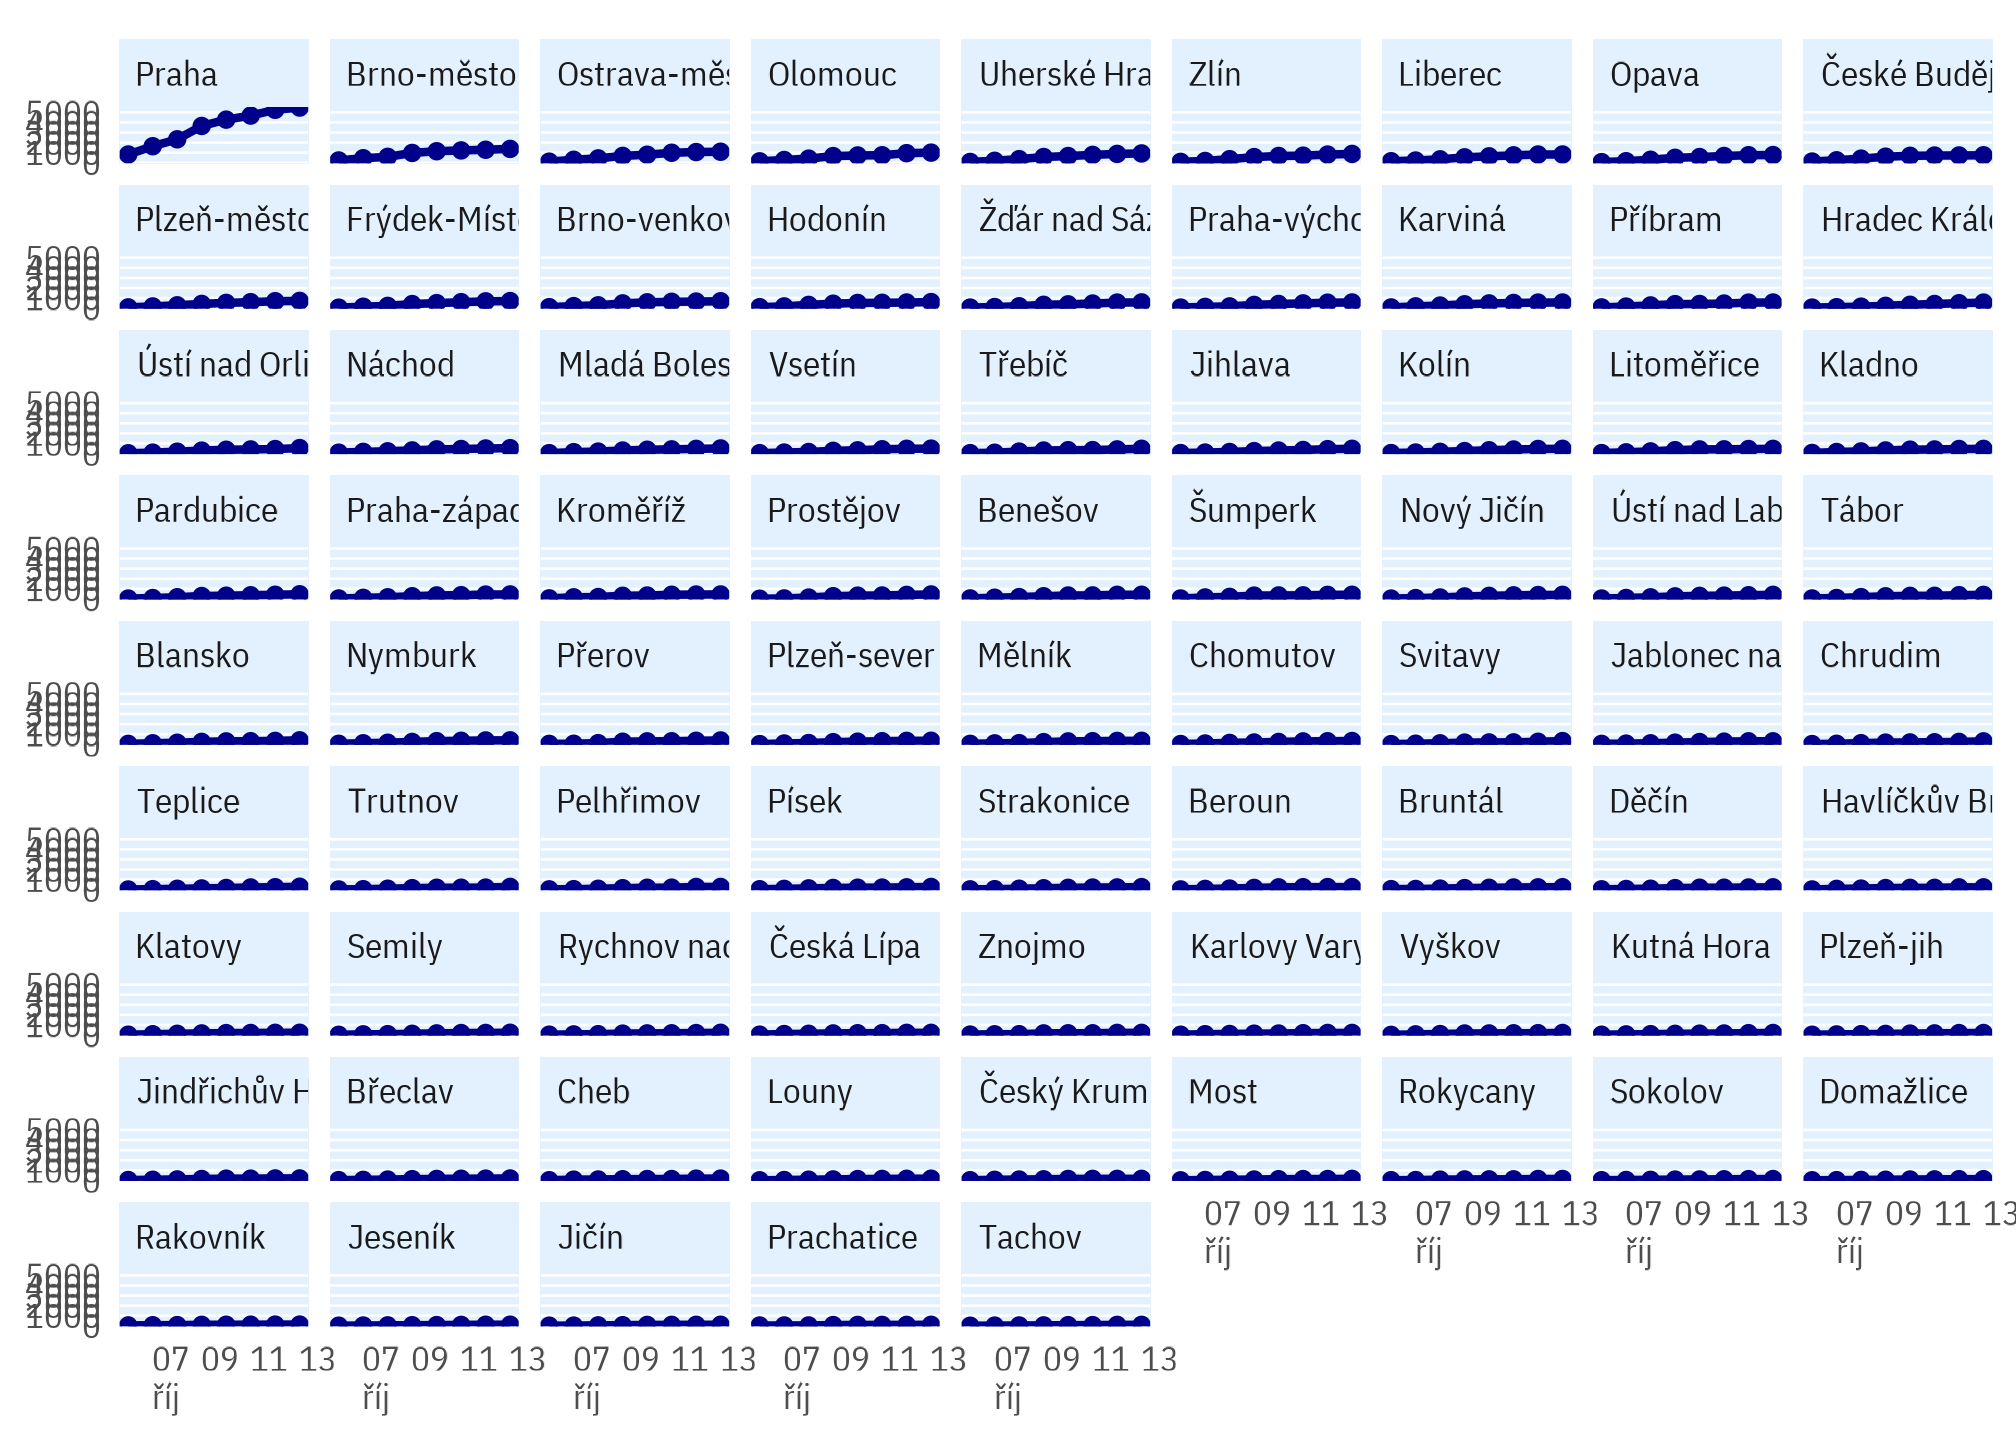 Praha
Brno-město
Ostrava-měs
Olomouc
Uherské Hra
Zlín
Liberec
Opava
České Buděj
5000
4000
3000
2000
1000
0
Plzeň-město
Frýdek-Míst
Brno-venkov
Hodonín
Žďár nad Sáz
Praha-výcho
Karviná
Příbram
Hradec Král
5000
4000
3000
2000
1000
0
Ústí nad Orli
Náchod
Mladá Boles
Vsetín
Třebíč
Jihlava
Kolín
Litoměřice
Kladno
5000
4000
3000
2000
1000
0
Pardubice
Praha-západ
Kroměříž
Prostějov
Benešov
Šumperk
Nový Jičín
Ústí nad Lab
Tábor
5000
4000
3000
2000
1000
0
Blansko
Nymburk
Přerov
Plzeň-sever
Mělník
Chomutov
Svitavy
Jablonec na
Chrudim
5000
4000
3000
2000
1000
0
Teplice
Trutnov
Pelhřimov
Písek
Strakonice
Beroun
Bruntál
Děčín
Havlíčkův Br
5000
4000
3000
2000
1000
0
Klatovy
Semily
Rychnov nad
Česká Lípa
Znojmo
Karlovy Vary
Vyškov
Kutná Hora
Plzeň-jih
5000
4000
3000
2000
1000
0
Jindřichův H
Břeclav
Cheb
Louny
Český Krum
Most
Rokycany
Sokolov
Domažlice
5000
4000
3000
2000
1000
0
07 09 11 13
říj
07 09 11 13
říj
07 09 11 13
říj
07 09 11 13
říj
Rakovník
Jeseník
Jičín
Prachatice
Tachov
5000
4000
3000
2000
1000
0
07 09 11 13
říj
07 09 11 13
říj
07 09 11 13
říj
07 09 11 13
říj
07 09 11 13
říj